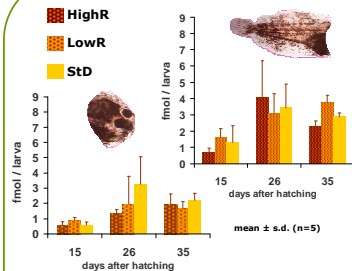 HighR
LowR
StD
fmol / larva
9
8
7
6
5
4
3
2
1
0
15 26 35
days after hatching
fmol / larva
9
8
7
6
5
4
3
2
1
0
15 26 35
days after hatching
mean ± s.d. (n=5)